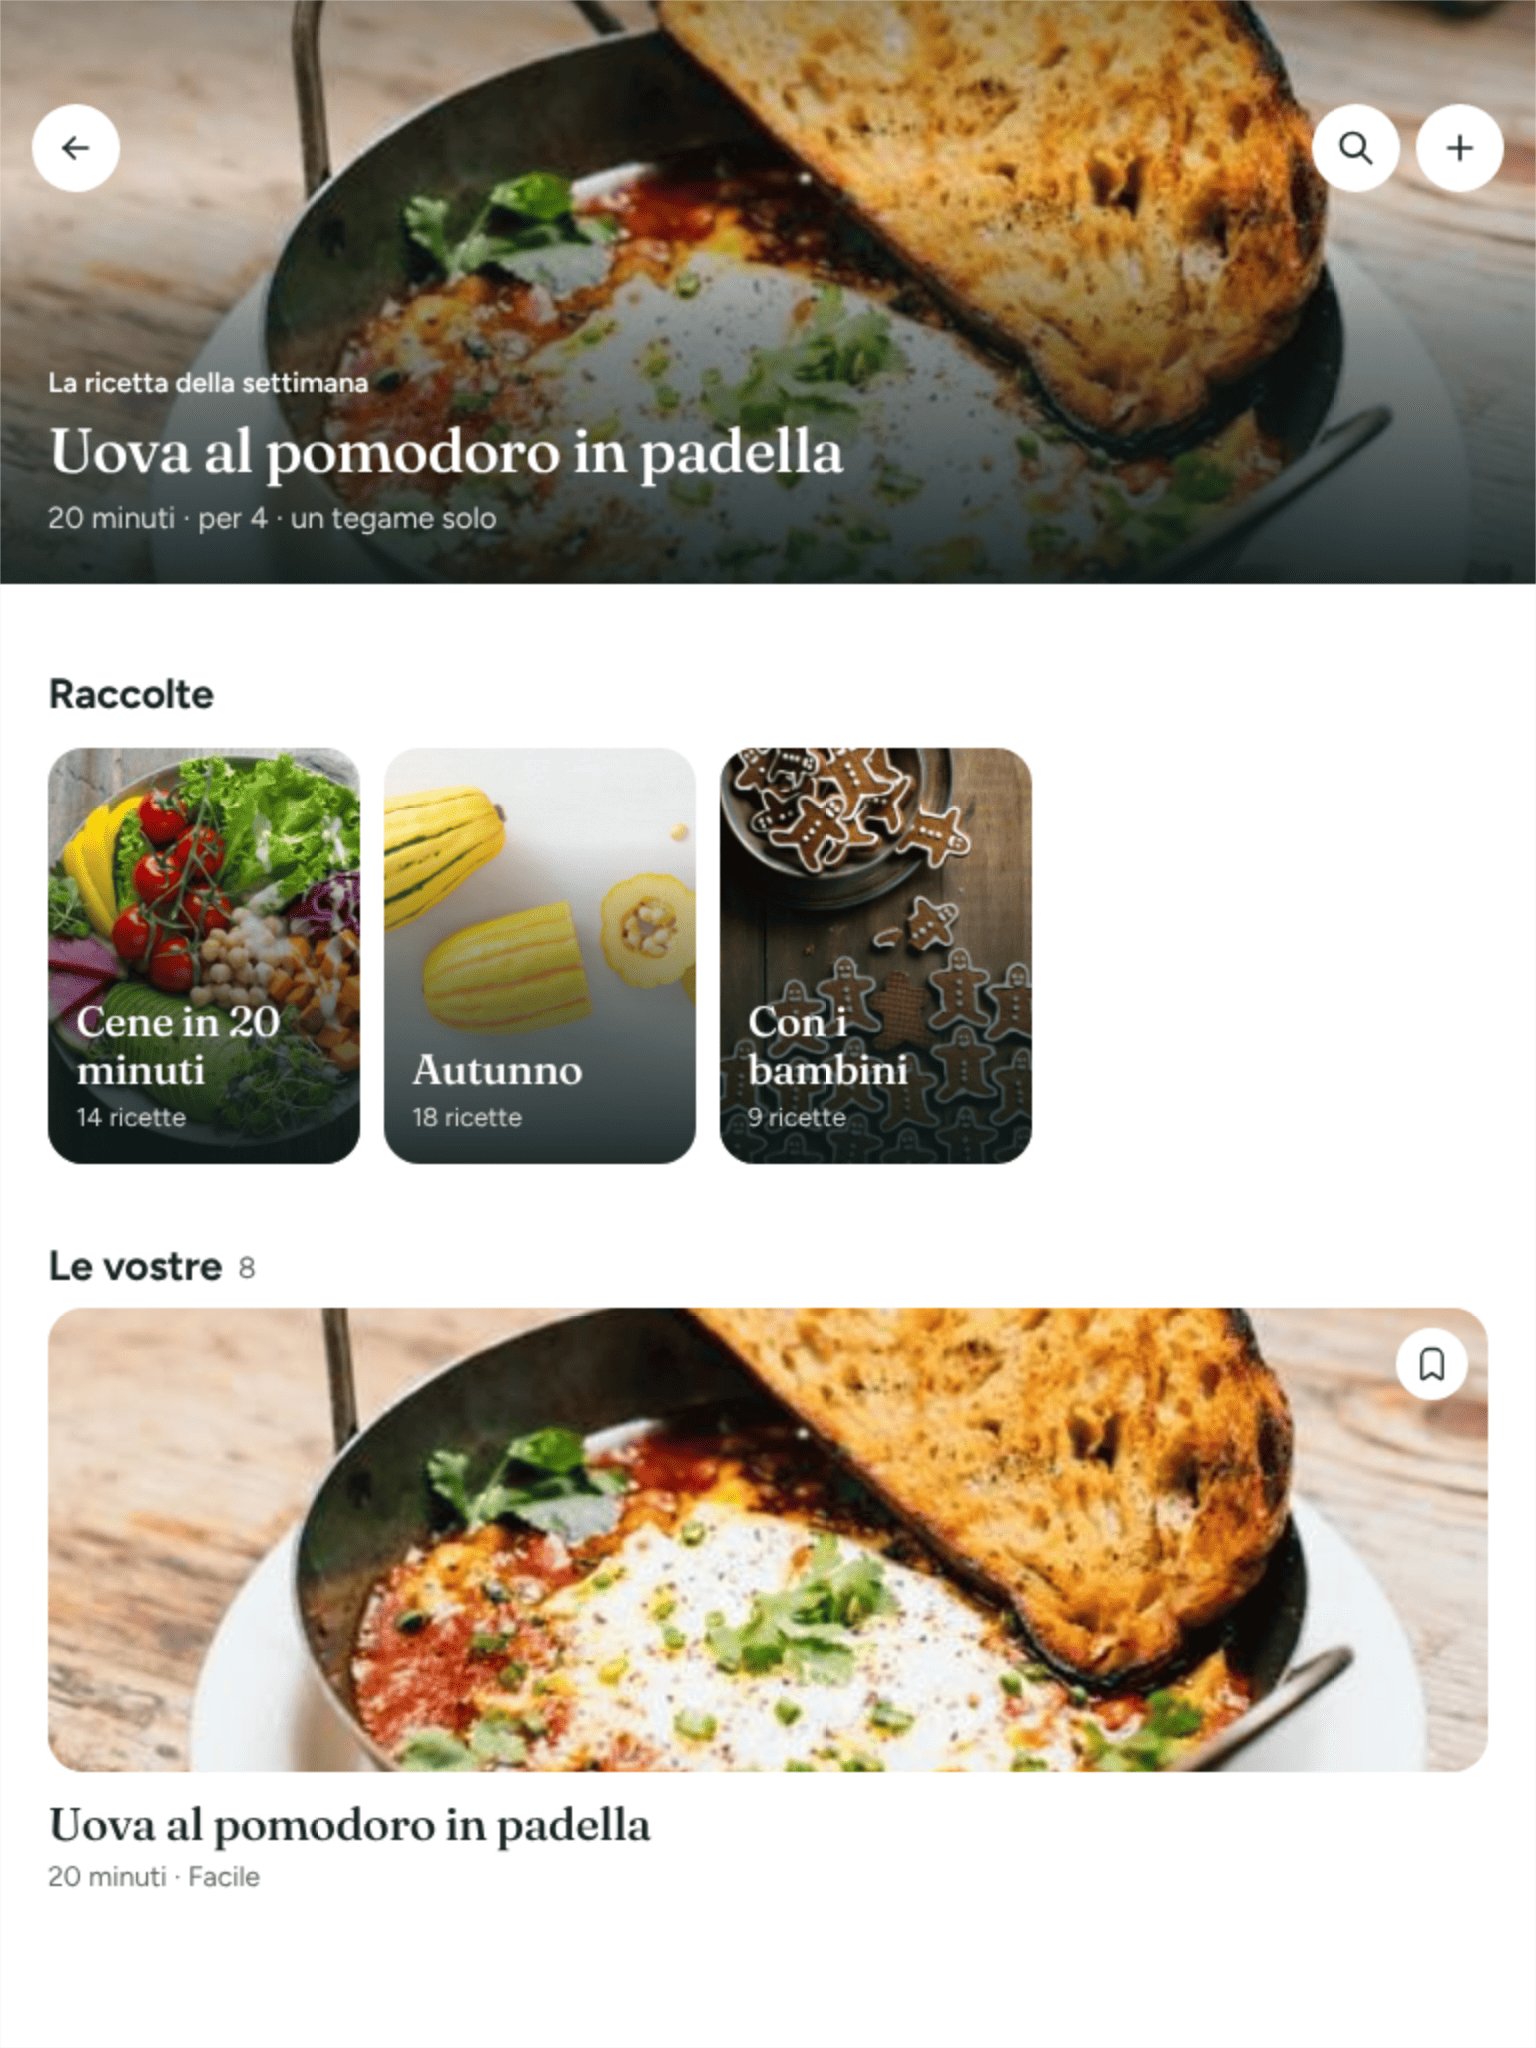 La ricetta della settimana
Uova al pomodoro in padella
20 minuti · per 4 · un tegame solo
Raccolte
Cene in 20
minuti
14 ricette
Autunno
18 ricette
Con i
bambini
9 ricette
Le vostre 8
Uova al pomodoro in padella
20 minuti · Facile